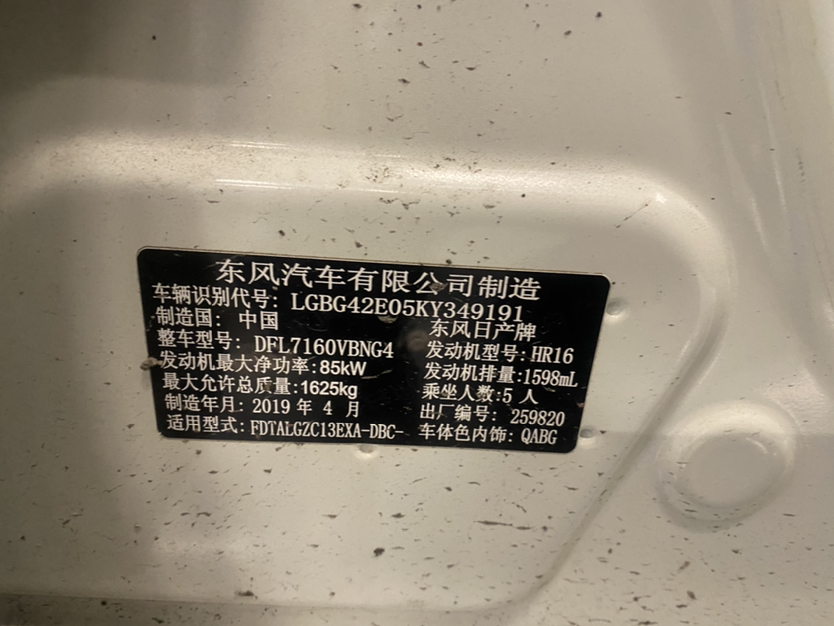 东风汽车有限公司制造
车辆识别代号: LGBG42E05KY349191
制造国: 中国 东风日产牌
整车型号: DFL7160VBNG4 发动机型号:HR16
发动机最大净功率:85kW 发动机排量:1598mL
最大允许总质量:1625kg 乘坐人数:5 人
制造年月: 2019 年 4 月 出厂编号: 259820
适用型式: FDTALGZC13EXA-DBC- 车体色内饰: QABG